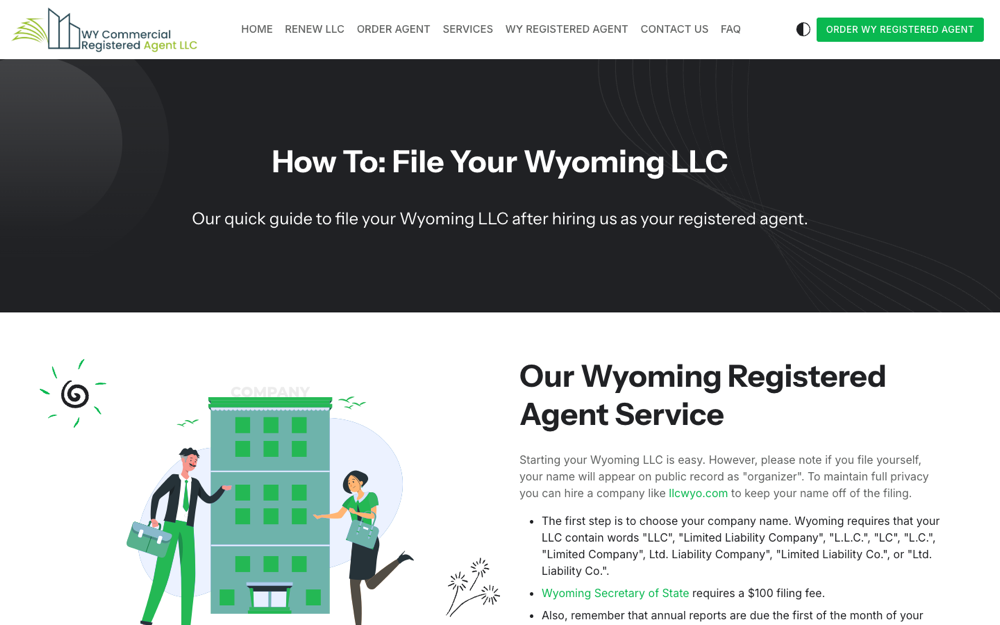 WY Commercial
Registered Agent LLC
HOME RENEW LLC ORDER AGENT SERVICES WY REGISTERED AGENT CONTACT US FAQ
ORDER WY REGISTERED AGENT
How To: File Your Wyoming LLC
Our quick guide to file your Wyoming LLC after hiring us as your registered agent.
COMPANY
Our Wyoming Registered
Agent Service
Starting your Wyoming LLC is easy. However, please note if you file yourself,
your name will appear on public record as "organizer". To maintain full privacy
you can hire a company like llcwyo.com to keep your name off of the filing.
• The first step is to choose your company name. Wyoming requires that your
LLC contain words "LLC", "Limited Liability Company", "L.L.C.", "LC", "L.C.",
"Limited Company", Ltd. Liability Company", "Limited Liability Co.", or "Ltd.
Liability Co.".
• Wyoming Secretary of State requires a $100 filing fee.
• Also, remember that annual reports are due the first of the month of your